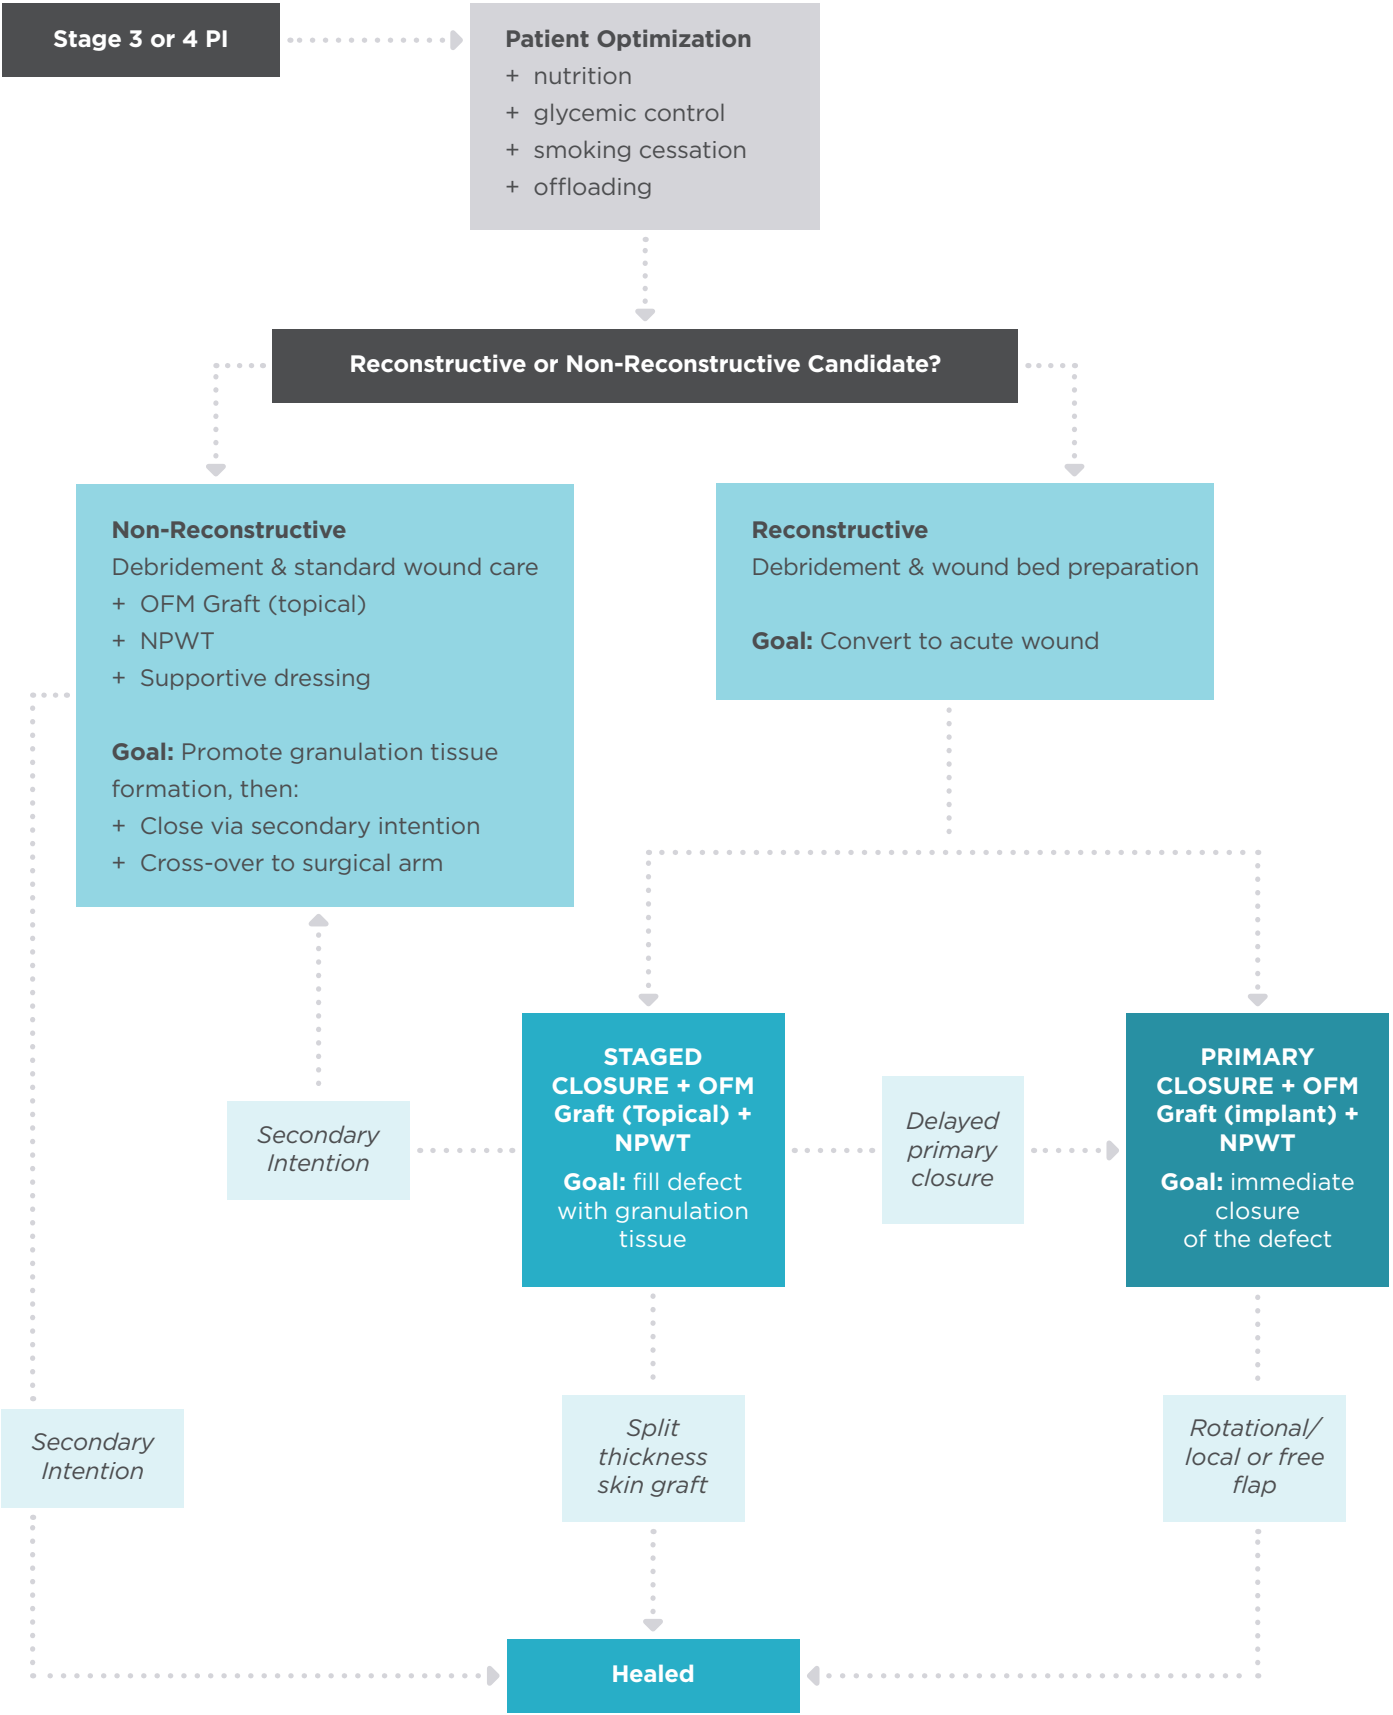 Stage 3 or 4 PI
Patient Optimization
+ nutrition
+ glycemic control
+ smoking cessation
+ offloading
Reconstructive or Non-Reconstructive Candidate?
Non-Reconstructive
Debridement & standard wound care
+ OFM Graft (topical)
+ NPWT
+ Supportive dressing
Goal: Promote granulation tissue
formation, then:
+ Close via secondary intention
+ Cross-over to surgical arm
Reconstructive
Debridement & wound bed preparation
Goal: Convert to acute wound
Secondary
Intention
STAGED
CLOSURE + OFM
Graft (Topical) +
NPWT
Goal: fill defect
with granulation
tissue
Delayed
primary
closure
PRIMARY
CLOSURE + OFM
Graft (implant) +
NPWT
Goal: immediate
closure
of the defect
Secondary
Intention
Split
thickness
skin graft
Rotational/
local or free
flap
Healed